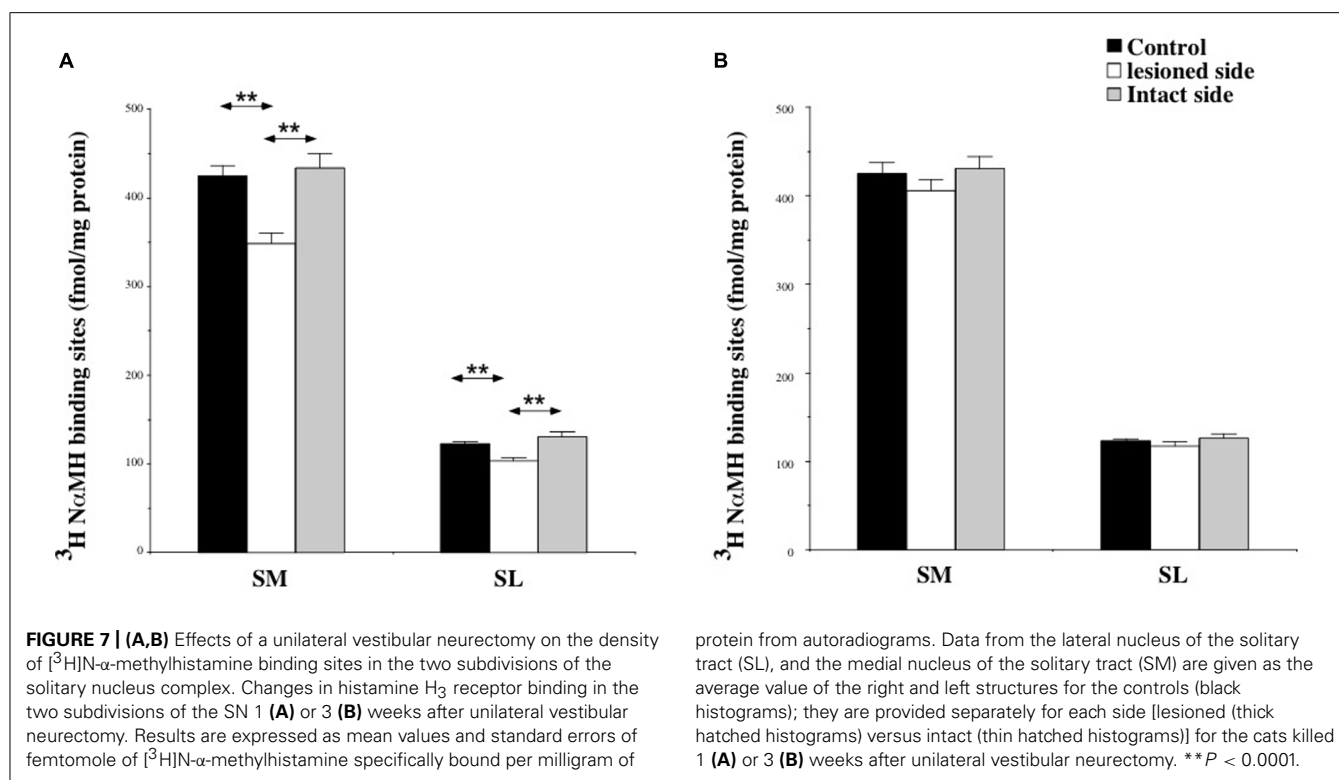 A
B
Control
lesioned side
Intact side
³H NαMH binding sites (fmol/mg protein)
500
400
300
200
100
0
**
**
**
**
SM
SL
³H NαMH binding sites (fmol/mg protein)
500
400
300
200
100
0
SM
SL
FIGURE 7 | (A,B) Effects of a unilateral vestibular neurectomy on the density
of [³H]N-α-methylhistamine binding sites in the two subdivisions of the
solitary nucleus complex. Changes in histamine H₃ receptor binding in the
two subdivisions of the SN 1 (A) or 3 (B) weeks after unilateral vestibular
neurectomy. Results are expressed as mean values and standard errors of
femtomole of [³H]N-α-methylhistamine specifically bound per milligram of
protein from autoradiograms. Data from the lateral nucleus of the solitary
tract (SL), and the medial nucleus of the solitary tract (SM) are given as the
average value of the right and left structures for the controls (black
histograms); they are provided separately for each side [lesioned (thick
hatched histograms) versus intact (thin hatched histograms)] for the cats killed
1 (A) or 3 (B) weeks after unilateral vestibular neurectomy. **P < 0.0001.